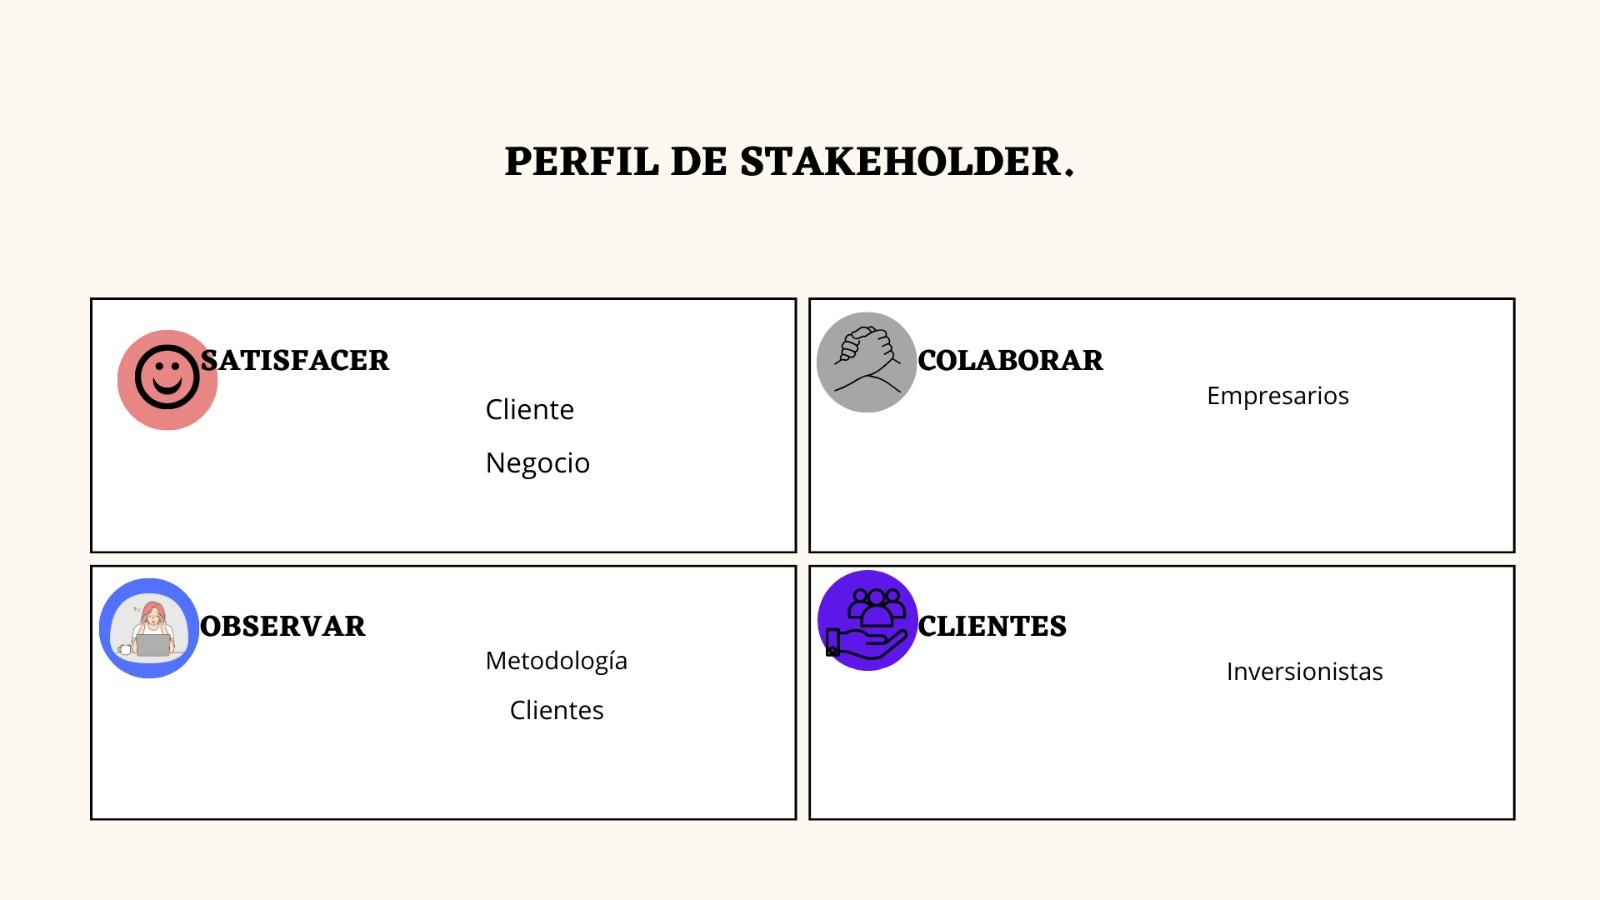 PERFIL DE STAKEHOLDER.
SATISFACER
Cliente
Negocio
COLABORAR
Empresarios
OBSERVAR
Metodología
Clientes
CLIENTES
Inversionistas